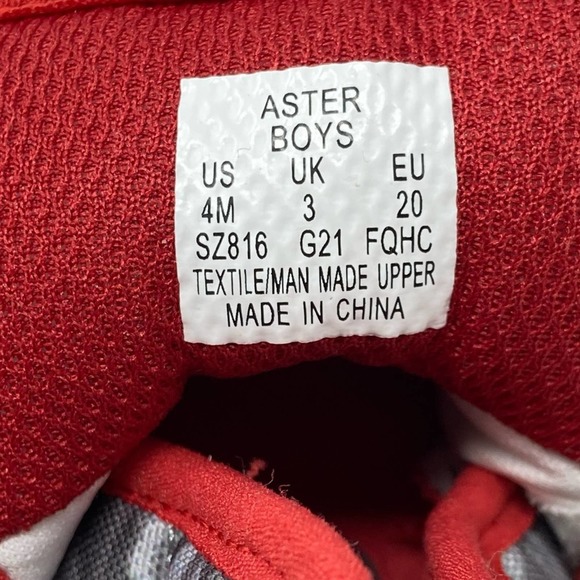 ASTER
BOYS
US UK EU
4M 3 20
SZ816 G21 FQHC
TEXTILE/MAN MADE UPPER
MADE IN CHINA